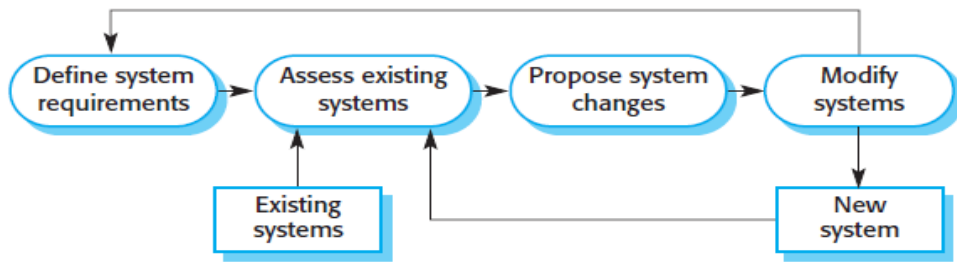 Define system
requirements
Assess existing
systems
Propose system
changes
Modify
systems
Existing
systems
New
system